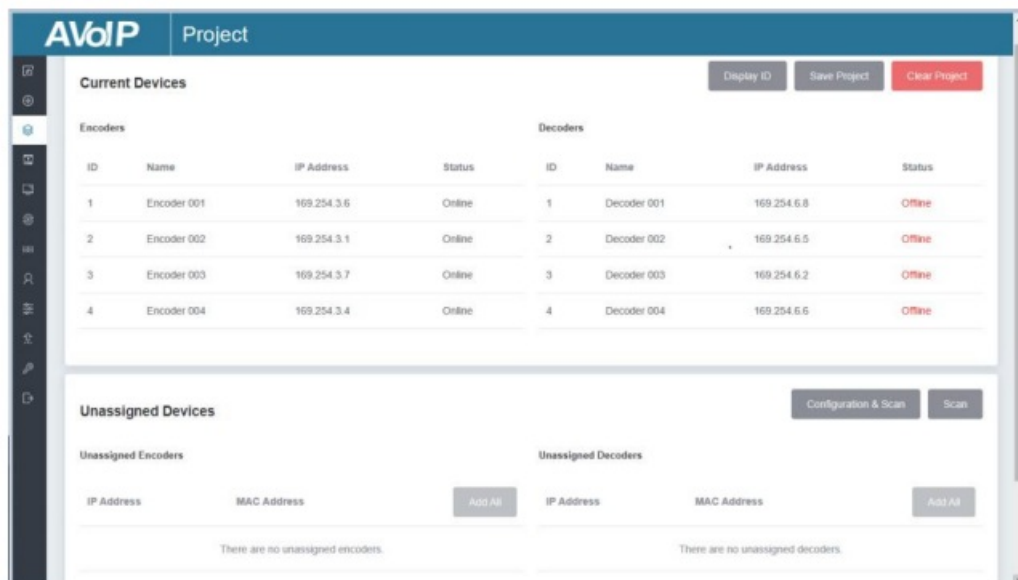 AVoIP Project
Current Devices Display ID Save Project Clear Project
Encoders Decoders
ID Name IP Address Status ID Name IP Address Status
1 Encoder 001 169.254.3.6 Online 1 Decoder 001 169.254.6.8 Offline
2 Encoder 002 169.254.3.1 Online 2 Decoder 002 169.254.6.5 Offline
3 Encoder 003 169.254.3.7 Online 3 Decoder 003 169.254.6.2 Offline
4 Encoder 004 169.254.3.4 Online 4 Decoder 004 169.254.6.6 Offline
Unassigned Devices Configuration & Scan Scan
Unassigned Encoders Unassigned Decoders
IP Address MAC Address Add All IP Address MAC Address Add All
There are no unassigned encoders. There are no unassigned decoders.